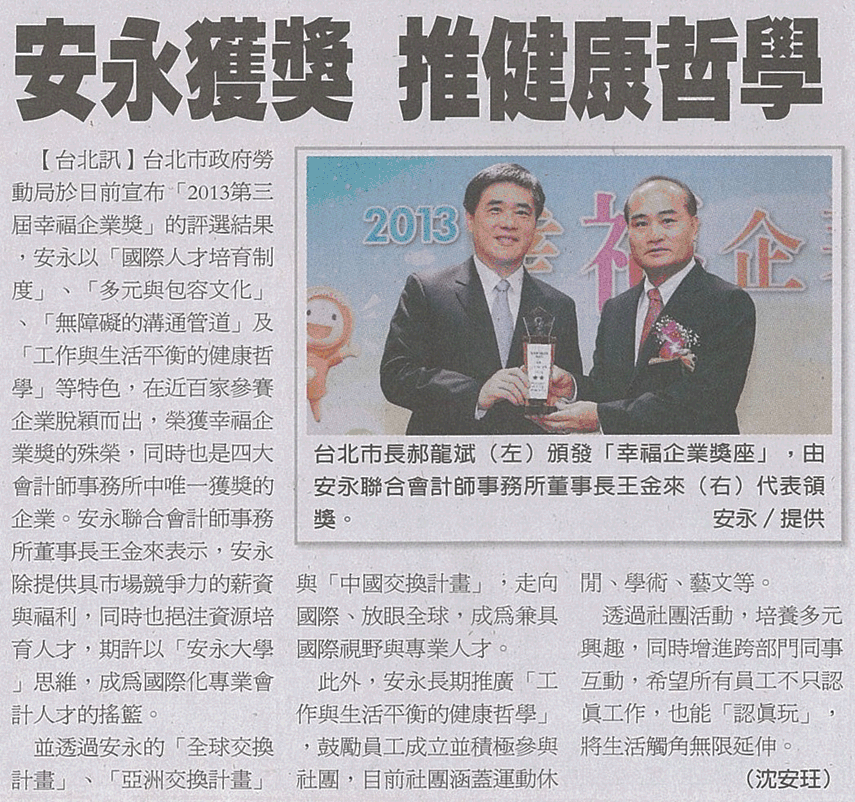 安永獲獎 推健康哲學
【台北訊】台北市政府勞
動局於日前宣布「2013第三
屆幸福企業獎」的評選結果
，安永以「國際人才培育制
度」、「多元與包容文化」
、「無障礙的溝通管道」及
「工作與生活平衡的健康哲
學」等特色，在近百家參賽
企業脫穎而出，榮獲幸福企
業獎的殊榮，同時也是四大
會計師事務所中唯一獲獎的
企業。安永聯合會計師事務
所董事長王金來表示，安永
除提供具市場競爭力的薪資
與福利，同時也挹注資源培
育人才，期許以「安永大學
」思維，成為國際化專業會
計人才的搖籃。
並透過安永的「全球交換
計畫」、「亞洲交換計畫」
2013 幸福企業
台北市長郝龍斌（左）頒發「幸福企業獎座」，由
安永聯合會計師事務所董事長王金來（右）代表領
獎。 安永／提供
與「中國交換計畫」，走向
國際、放眼全球，成為兼具
國際視野與專業人才。
此外，安永長期推廣「工
作與生活平衡的健康哲學」
，鼓勵員工成立並積極參與
社團，目前社團涵蓋運動休
閒、學術、藝文等。
透過社團活動，培養多元
興趣，同時增進跨部門同事
互動，希望所有員工不只認
真工作，也能「認真玩」，
將生活觸角無限延伸。
（沈安玨）